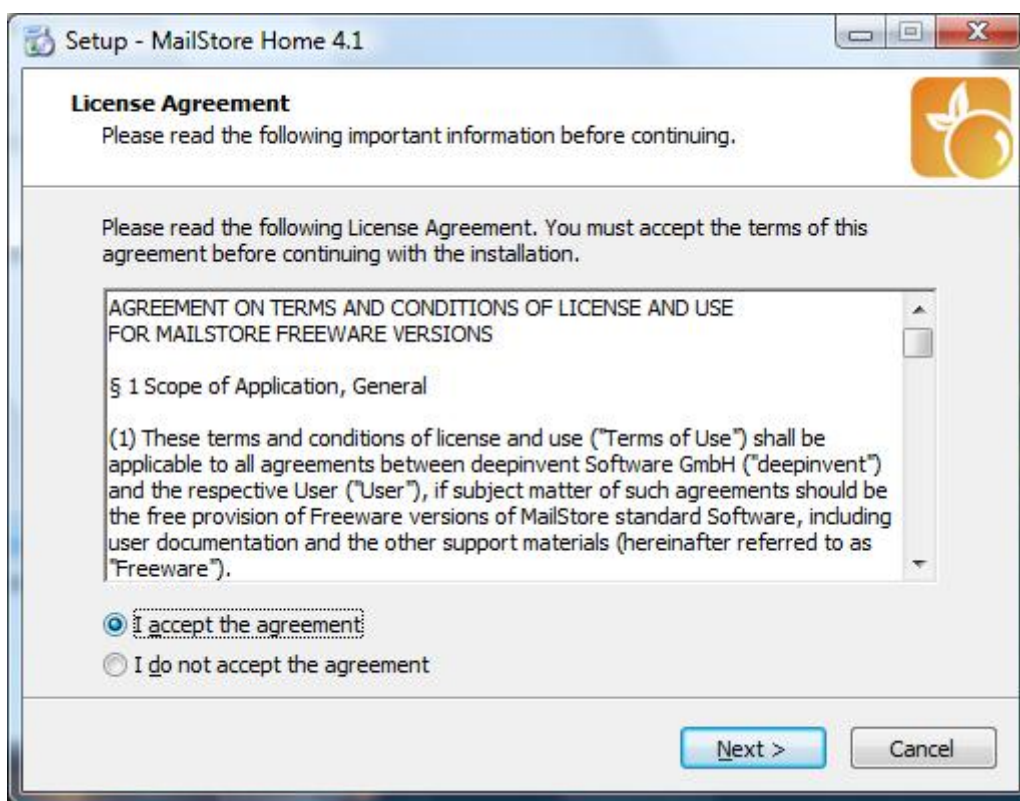 Setup - MailStore Home 4.1
License Agreement
Please read the following important information before continuing.
Please read the following License Agreement. You must accept the terms of this
agreement before continuing with the installation.
AGREEMENT ON TERMS AND CONDITIONS OF LICENSE AND USE
FOR MAILSTORE FREEWARE VERSIONS
§ 1 Scope of Application, General
(1) These terms and conditions of license and use ("Terms of Use") shall be
applicable to all agreements between deepinvent Software GmbH ("deepinvent")
and the respective User ("User"), if subject matter of such agreements should be
the free provision of Freeware versions of MailStore standard Software, including
user documentation and the other support materials (hereinafter referred to as
"Freeware").
I accept the agreement
I do not accept the agreement
Next >
Cancel